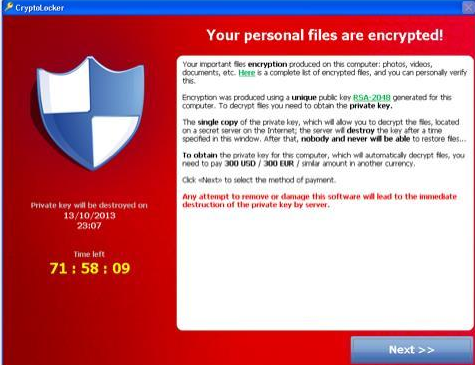 CryptoLocker
Your personal files are encrypted!
Your important files encryption produced on this computer: photos, videos,
documents, etc. Here is a complete list of encrypted files, and you can personally verify
this.
Encryption was produced using a unique public key RSA-2048 generated for this
computer. To decrypt files you need to obtain the private key.
The single copy of the private key, which will allow you to decrypt the files, located
on a secret server on the Internet; the server will destroy the key after a time
specified in this window. After that, nobody and never will be able to restore files...
To obtain the private key for this computer, which will automatically decrypt files, you
need to pay 300 USD / 300 EUR / similar amount in another currency.
Click «Next» to select the method of payment.
Any attempt to remove or damage this software will lead to the immediate
destruction of the private key by server.
Private key will be destroyed on
13/10/2013
23:07
Time left
71 : 58 : 09
Next >>